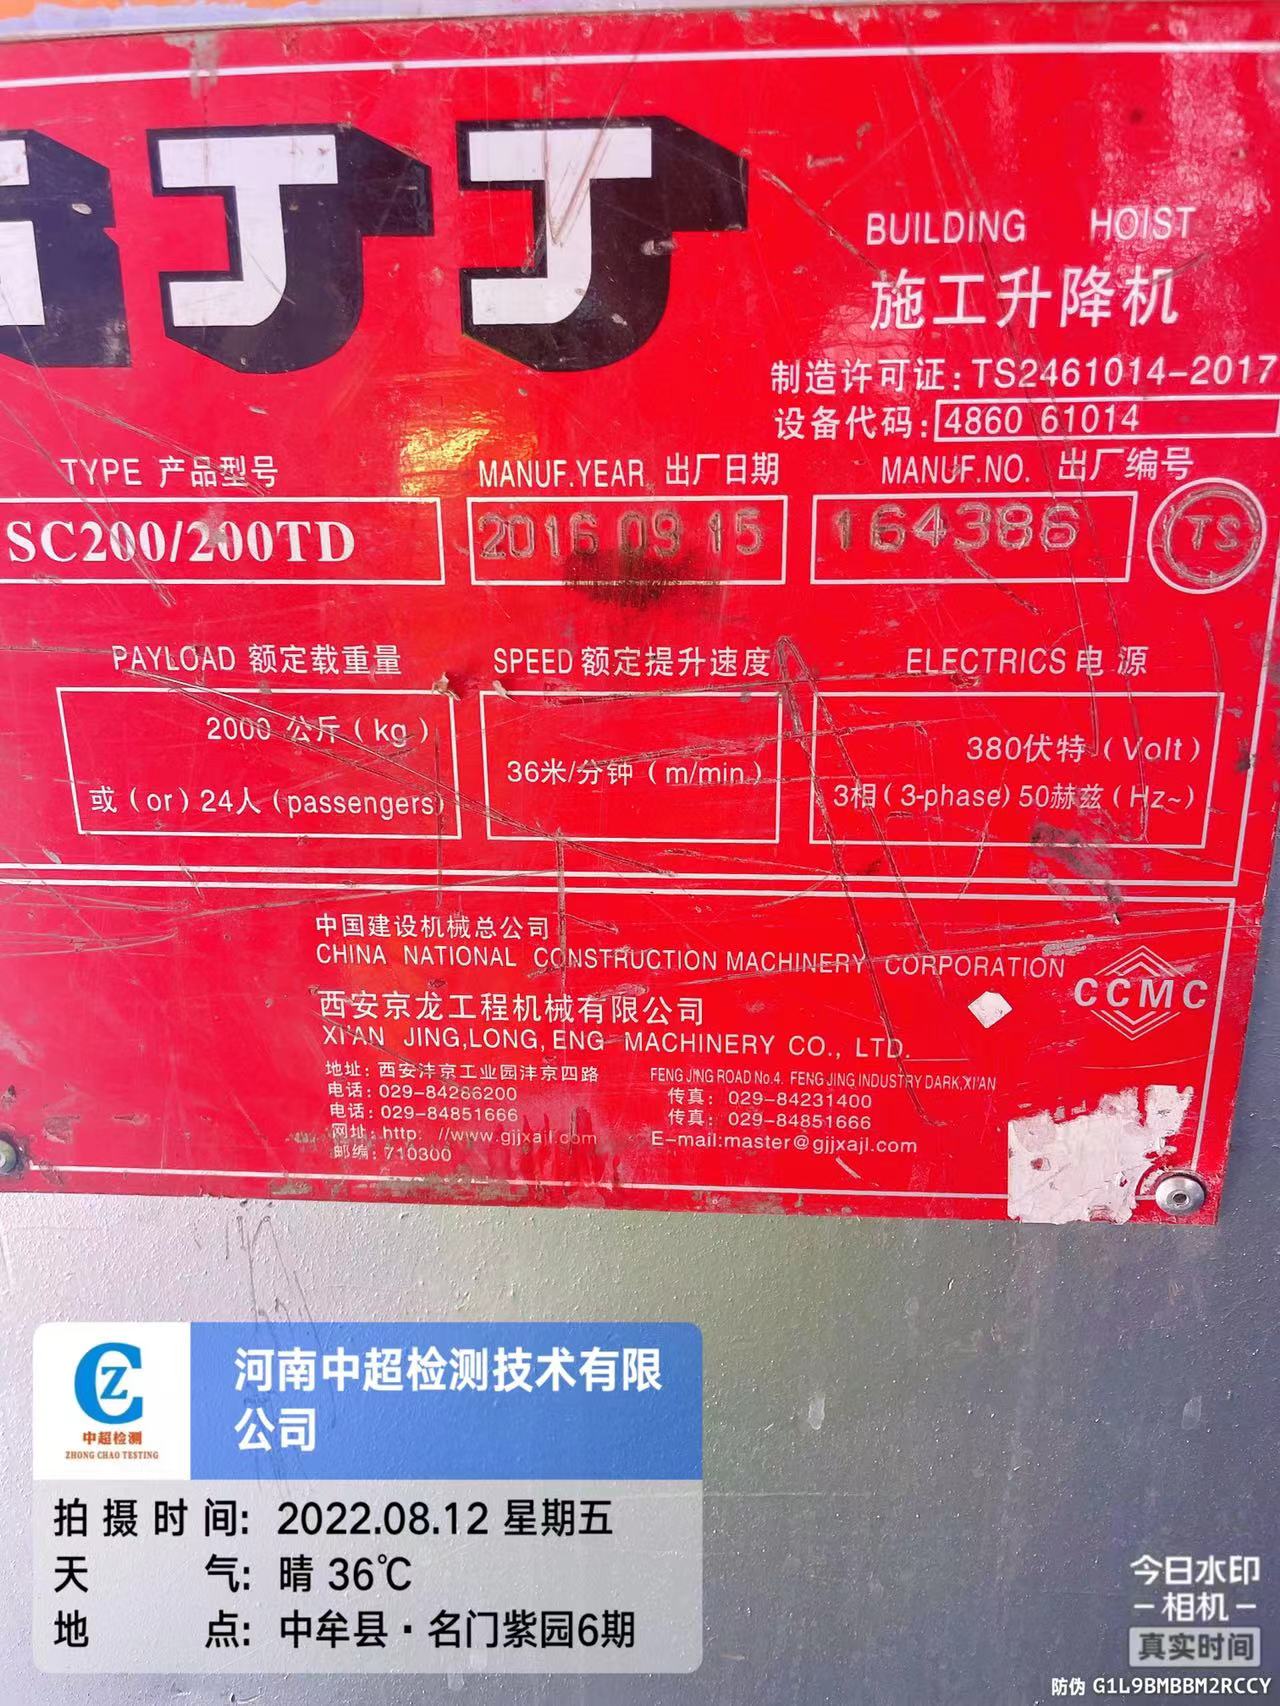 GJJ
BUILDING HOIST
施工升降机
制造许可证: TS2461014-2017
设备代码: 4860 61014
TYPE 产品型号
MANUF.YEAR 出厂日期
MANUF.NO. 出厂编号
SC200/200TD
2016 09 15
164386
TS
PAYLOAD 额定载重量
SPEED 额定提升速度
ELECTRICS 电 源
2000 公斤 (kg)
或 (or) 24人 (passengers)
36米/分钟 (m/min.)
380伏特 (Volt)
3相 (3-phase) 50赫兹 (Hz~)
中国建设机械总公司
CHINA NATIONAL CONSTRUCTION MACHINERY CORPORATION
CCMC
西安京龙工程机械有限公司
XI'AN JING,LONG, ENG MACHINERY CO., LTD.
地址: 西安沣京工业园沣京四路
FENG JING ROAD No.4. FENG JING INDUSTRY DARK,XI'AN
电话: 029-84286200
传真: 029-84231400
电话: 029-84851666
传真: 029-84851666
网址: http: //www.gjjxajl.com
E-mail:master@gjjxajl.com
邮编: 710300
CZ
中超检测
ZHONG CHAO TESTING
河南中超检测技术有限
公司
拍摄时间: 2022.08.12 星期五
天 气: 晴 36℃
地 点: 中牟县·名门紫园6期
今日水印
-相机-
真实时间
防伪 G1L9BMBBM2RCCY